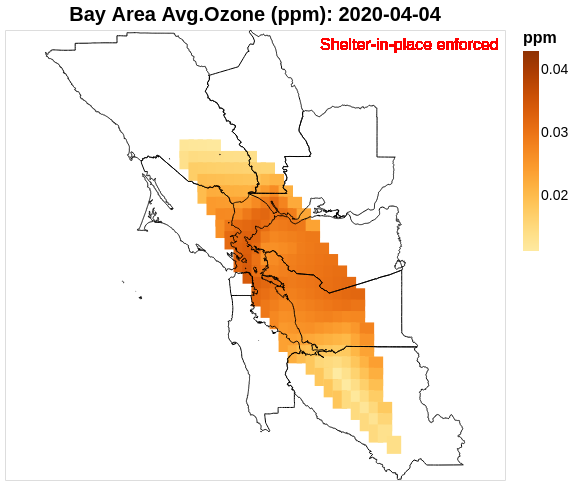 Bay Area Avg.Ozone (ppm): 2020-04-04
Shelter-in-place enforced
ppm
0.04
0.03
0.02